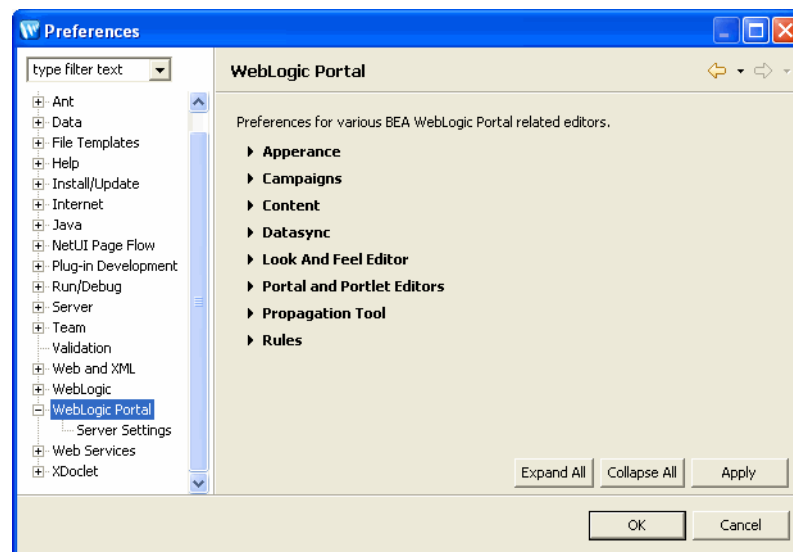 Preferences
type filter text
WebLogic Portal
Ant
Data
File Templates
Help
Install/Update
Internet
Java
NetUI Page Flow
Plug-in Development
Run/Debug
Server
Team
Validation
Web and XML
WebLogic
WebLogic Portal
Server Settings
Web Services
XDoclet
Preferences for various BEA WebLogic Portal related editors.
Apperance
Campaigns
Content
Datasync
Look And Feel Editor
Portal and Portlet Editors
Propagation Tool
Rules
Expand All Collapse All Apply
OK Cancel